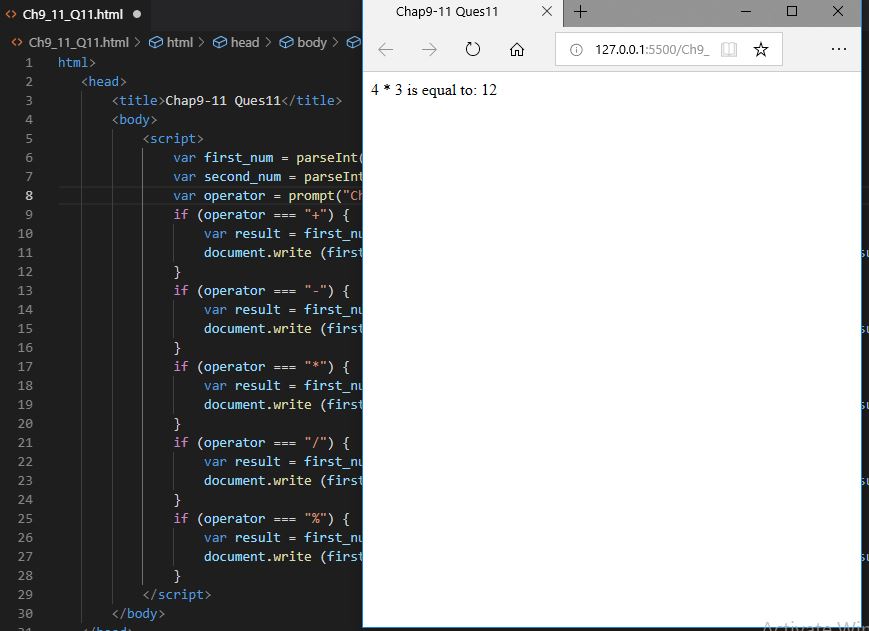 Ch9_11_Q11.html
Ch9_11_Q11.html > html > head > body >
1 html>
2 <head>
3 <title>Chap9-11 Ques11</title>
4 <body>
5 <script>
6 var first_num = parseInt(
7 var second_num = parseInt
8 var operator = prompt("Ch
9 if (operator === "+") {
10 var result = first_nu
11 document.write (first
12 }
13 if (operator === "-") {
14 var result = first_nu
15 document.write (first
16 }
17 if (operator === "*") {
18 var result = first_nu
19 document.write (first
20 }
21 if (operator === "/") {
22 var result = first_nu
23 document.write (first
24 }
25 if (operator === "%") {
26 var result = first_nu
27 document.write (first
28 }
29 </script>
30 </body>
31 </head>
Chap9-11 Ques11
127.0.0.1:5500/Ch9_
4 * 3 is equal to: 12
su
su
su
su
su
Activate Win